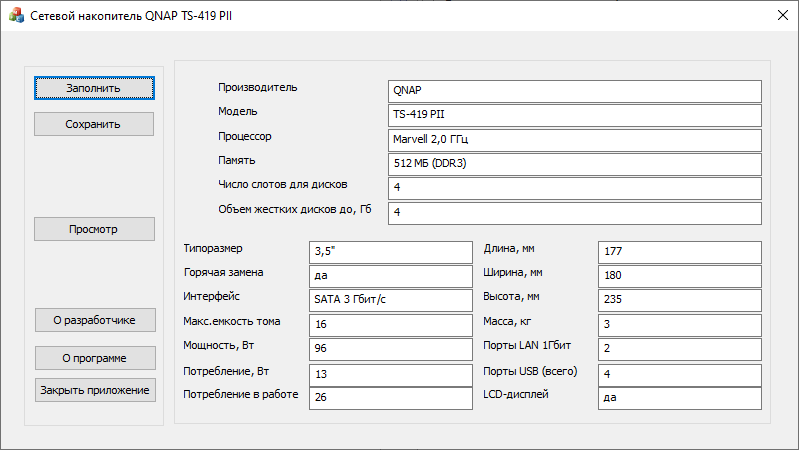 Сетевой накопитель QNAP TS-419 PII
Заполнить
Сохранить
Просмотр
О разработчике
О программе
Закрыть приложение
Производитель QNAP
Модель TS-419 PII
Процессор Marvell 2,0 ГГц
Память 512 МБ (DDR3)
Число слотов для дисков 4
Объем жестких дисков до, Гб 4
Типоразмер 3,5" Длина, мм 177
Горячая замена да Ширина, мм 180
Интерфейс SATA 3 Гбит/с Высота, мм 235
Макс.емкость тома 16 Масса, кг 3
Мощность, Вт 96 Порты LAN 1Гбит 2
Потребление, Вт 13 Порты USB (всего) 4
Потребление в работе 26 LCD-дисплей да